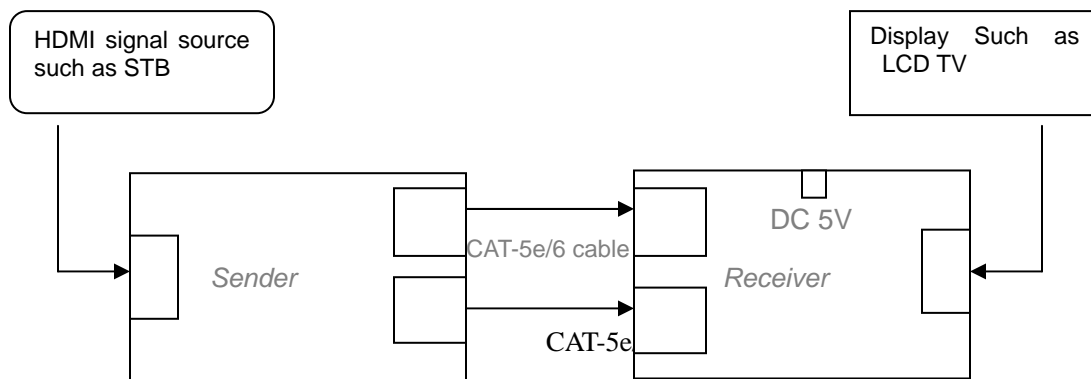 HDMI signal source
such as STB
Display Such as
LCD TV
DC 5V
CAT-5e/6 cable
Sender
Receiver
CAT-5e